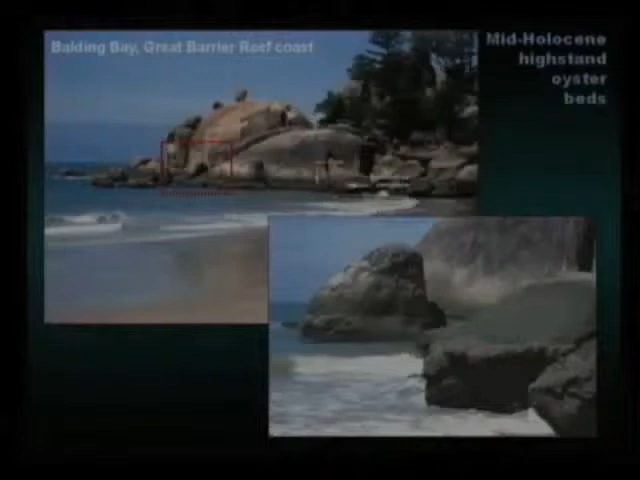 Balding Bay, Great Barrier Reef coast
Mid-Holocene
highstand
oyster
beds